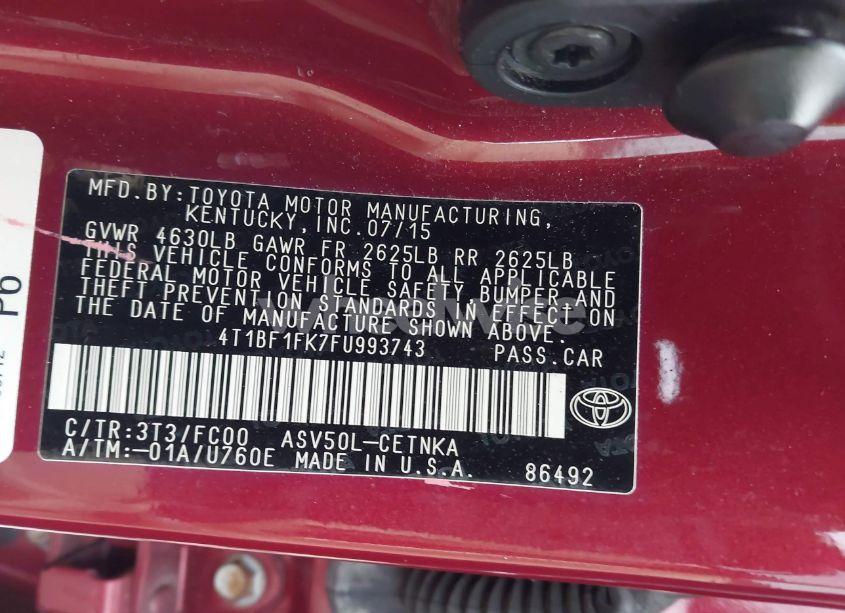 MFD.BY:TOYOTA MOTOR MANUFACTURING,
KENTUCKY, INC.07/15
GVWR 4630LB GAWR FR 2625LB RR 2625LB
THIS VEHICLE CONFORMS TO ALL APPLICABLE
FEDERAL MOTOR VEHICLE SAFETY,BUMPER,AND
THEFT PREVENTION STANDARDS IN EFFECT ON
THE DATE OF MANUFACTURE SHOWN ABOVE.
4T1BF1FK7FU993743 PASS.CAR
C/TR:3T3/FC00 ASV50L-CETNKA
A/TM:-01A/U760E MADE IN U.S.A. 86492